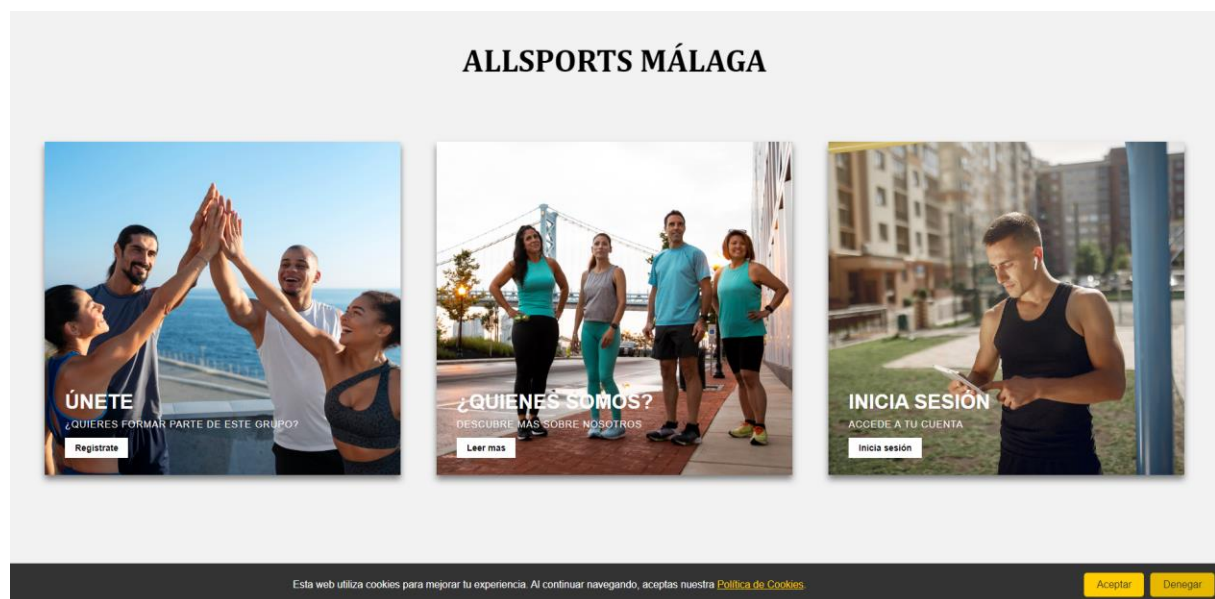 ALLSPORTS MÁLAGA
ÚNETE
¿QUIERES FORMAR PARTE DE ESTE GRUPO?
Registrate
¿QUIENES SOMOS?
DESCUBRE MÁS SOBRE NOSOTROS
Leer mas
INICIA SESIÓN
ACCEDE A TU CUENTA
Inicia sesión
Esta web utiliza cookies para mejorar tu experiencia. Al continuar navegando, aceptas nuestra Política de Cookies.
Aceptar
Denegar